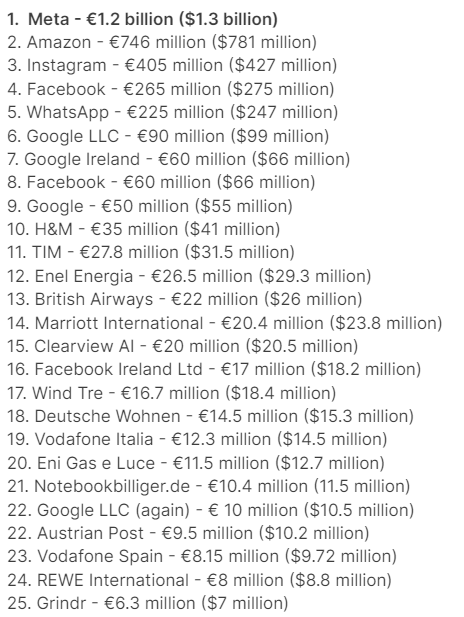 1. Meta - €1.2 billion ($1.3 billion)
2. Amazon - €746 million ($781 million)
3. Instagram - €405 million ($427 million)
4. Facebook - €265 million ($275 million)
5. WhatsApp - €225 million ($247 million)
6. Google LLC - €90 million ($99 million)
7. Google Ireland - €60 million ($66 million)
8. Facebook - €60 million ($66 million)
9. Google - €50 million ($55 million)
10. H&M - €35 million ($41 million)
11. TIM - €27.8 million ($31.5 million)
12. Enel Energia - €26.5 million ($29.3 million)
13. British Airways - €22 million ($26 million)
14. Marriott International - €20.4 million ($23.8 million)
15. Clearview AI - €20 million ($20.5 million)
16. Facebook Ireland Ltd - €17 million ($18.2 million)
17. Wind Tre - €16.7 million ($18.4 million)
18. Deutsche Wohnen - €14.5 million ($15.3 million)
19. Vodafone Italia - €12.3 million ($14.5 million)
20. Eni Gas e Luce - €11.5 million ($12.7 million)
21. Notebookbilliger.de - €10.4 million (11.5 million)
22. Google LLC (again) - € 10 million ($10.5 million)
22. Austrian Post - €9.5 million ($10.2 million)
23. Vodafone Spain - €8.15 million ($9.72 million)
24. REWE International - €8 million ($8.8 million)
25. Grindr - €6.3 million ($7 million)